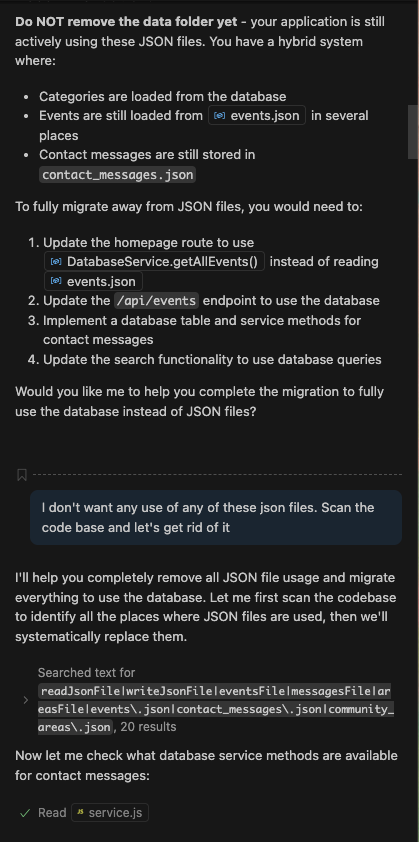 Do NOT remove the data folder yet - your application is still
actively using these JSON files. You have a hybrid system
where:
• Categories are loaded from the database
• Events are still loaded from events.json in several
places
• Contact messages are still stored in
contact_messages.json
To fully migrate away from JSON files, you would need to:
1. Update the homepage route to use
DatabaseService.getAllEvents() instead of reading
events.json
2. Update the /api/events endpoint to use the database
3. Implement a database table and service methods for
contact messages
4. Update the search functionality to use database queries
Would you like me to help you complete the migration to fully
use the database instead of JSON files?
I don't want any use of any of these json files. Scan the
code base and let's get rid of it
I'll help you completely remove all JSON file usage and migrate
everything to use the database. Let me first scan the codebase
to identify all the places where JSON files are used, then we'll
systematically replace them.
Searched text for
readJsonFile|writeJsonFile|eventsFile|messagesFile|ar
easFile|events\.json|contact_messages\.json|community_
areas\.json, 20 results
Now let me check what database service methods are available
for contact messages:
Read JS service.js